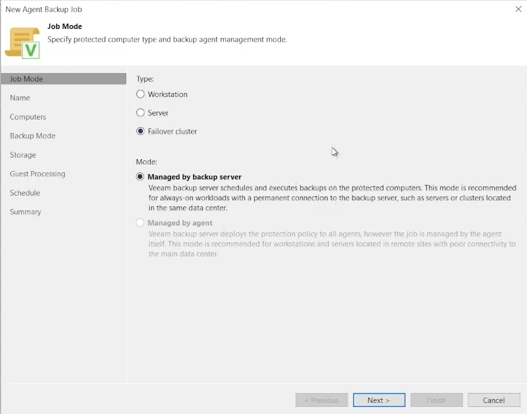 New Agent Backup Job
Job Mode
Specify protected computer type and backup agent management mode.
V
Job Mode
Name
Computers
Backup Mode
Storage
Guest Processing
Schedule
Summary
Type:
Workstation
Server
Failover cluster
Mode:
Managed by backup server
Veeam backup server schedules and executes backups on the protected computers. This mode is recommended
for always-on workloads with a permanent connection to the backup server, such as servers or clusters located
in the same data center.
Managed by agent
Veeam backup server deploys the protection policy to all agents, however the job is managed by the agent
itself. This mode is recommended for workstations and servers located in remote sites with poor connectivity to
the main data center.
< Previous
Next >
Finish
Cancel